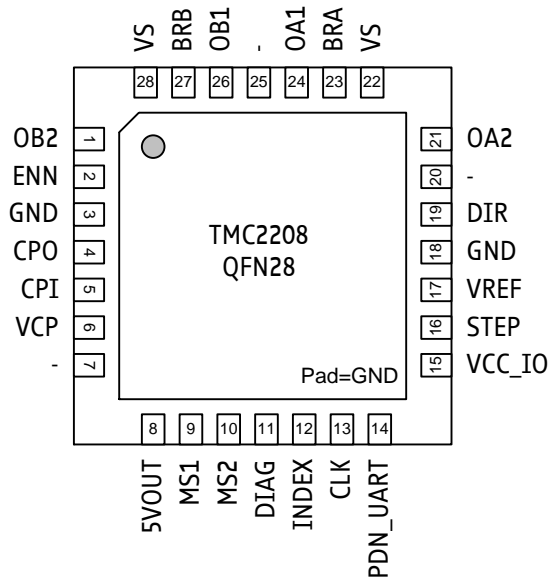 VS
BRB
OB1
-
OA1
BRA
VS
28
27
26
25
24
23
22
OB2
1
ENN
2
GND
3
CPO
4
CPI
5
VCP
6
-
7
TMC2208
QFN28
Pad=GND
21
OA2
20
-
19
DIR
18
GND
17
VREF
16
STEP
15
VCC_IO
8
9
10
11
12
13
14
5VOUT
MS1
MS2
DIAG
INDEX
CLK
PDN_UART